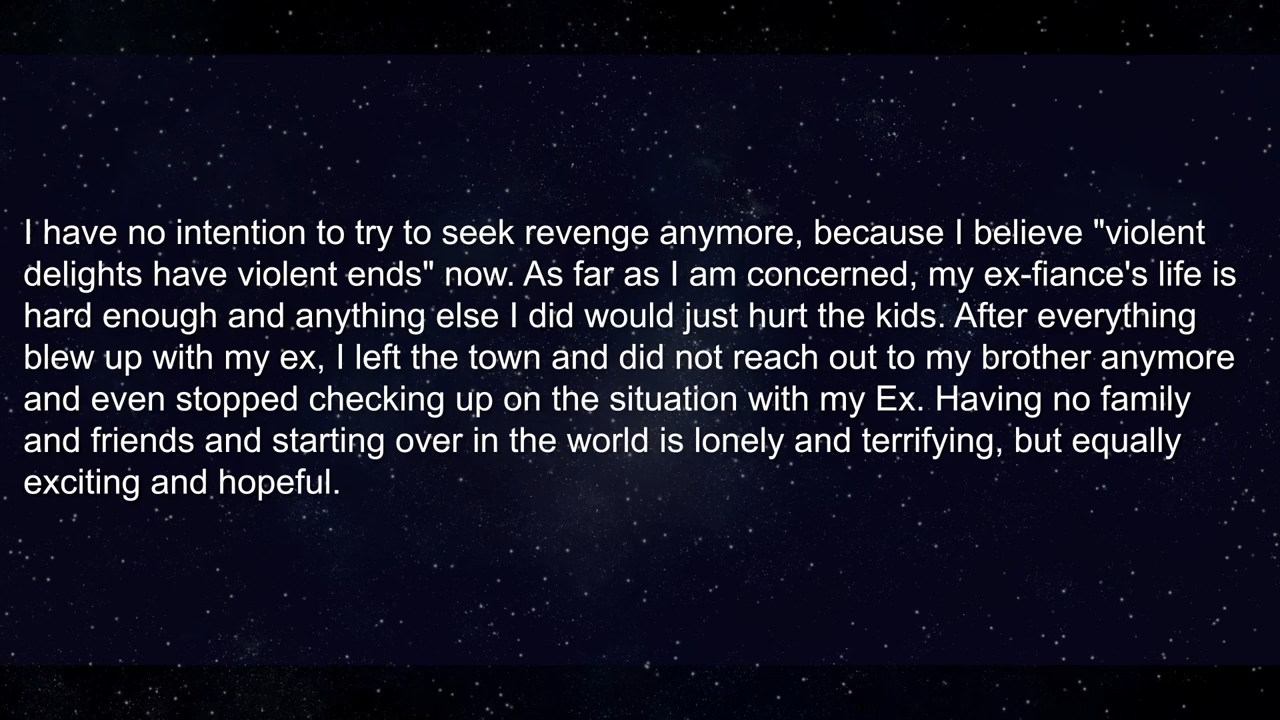 I have no intention to try to seek revenge anymore, because I believe "violent
delights have violent ends" now. As far as I am concerned, my ex-fiance's life is
hard enough and anything else I did would just hurt the kids. After everything
blew up with my ex, I left the town and did not reach out to my brother anymore
and even stopped checking up on the situation with my Ex. Having no family
and friends and starting over in the world is lonely and terrifying, but equally
exciting and hopeful.